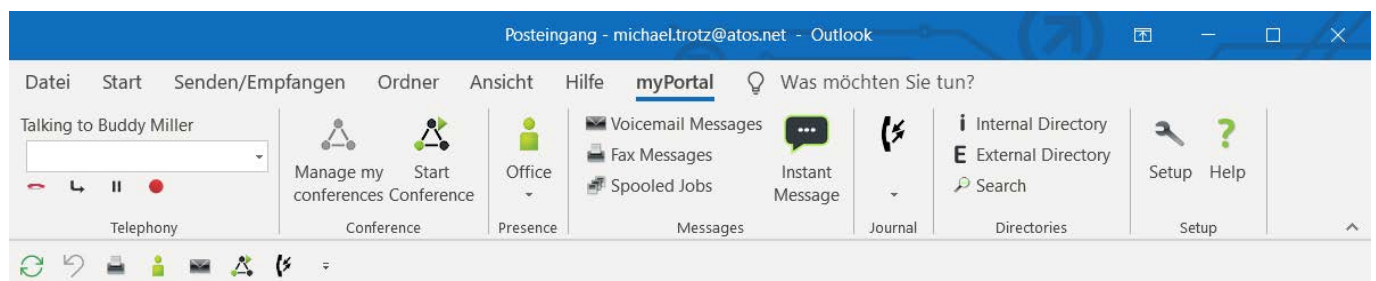 Posteingang - michael.trotz@atos.net - Outlook
Datei Start Senden/Empfangen Ordner Ansicht Hilfe myPortal Was möchten Sie tun?
Talking to Buddy Miller
Manage my conferences
Start Conference
Office
Voicemail Messages
Fax Messages
Spooled Jobs
Instant Message
i Internal Directory
E External Directory
Search
Setup
Help
Telephony Conference Presence Messages Journal Directories Setup